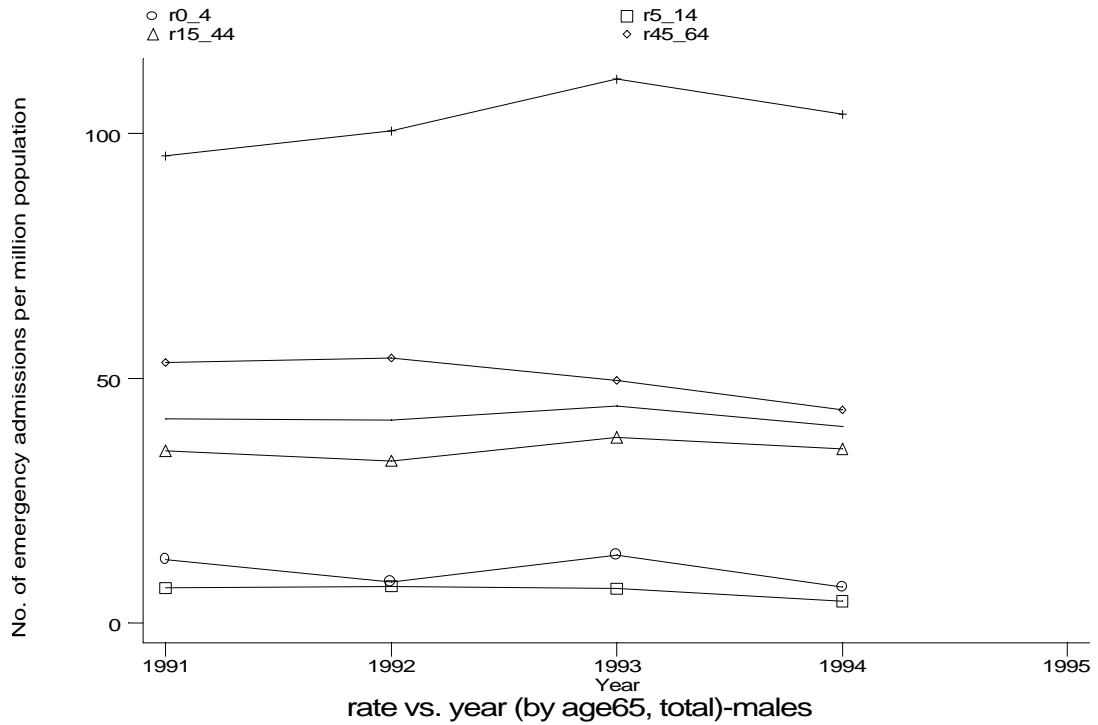 r0_4 r5_14
r15_44 r45_64
No. of emergency admissions per million population
100
50
0
1991 1992 1993 1994 1995
Year
rate vs. year (by age65, total)-males